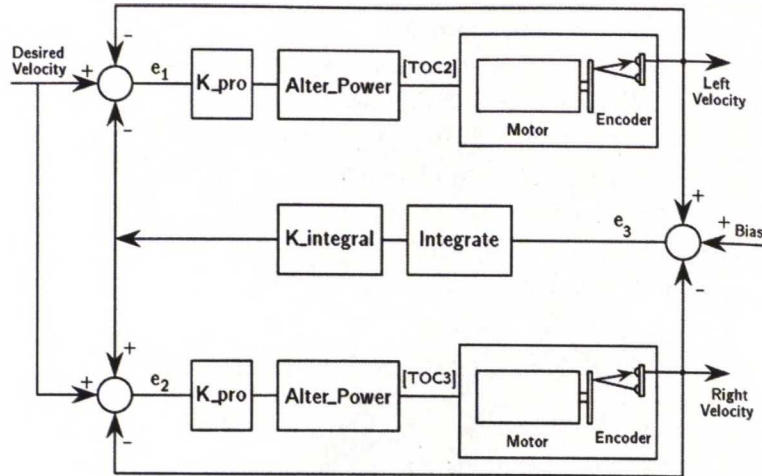 −
Desired
Velocity
+
e1
K_pro
Alter_Power
[TOC2]
Motor
Encoder
Left
Velocity
−
+
K_integral
Integrate
e3
+
Bias
−
+
+
e2
K_pro
Alter_Power
[TOC3]
Motor
Encoder
Right
Velocity
−